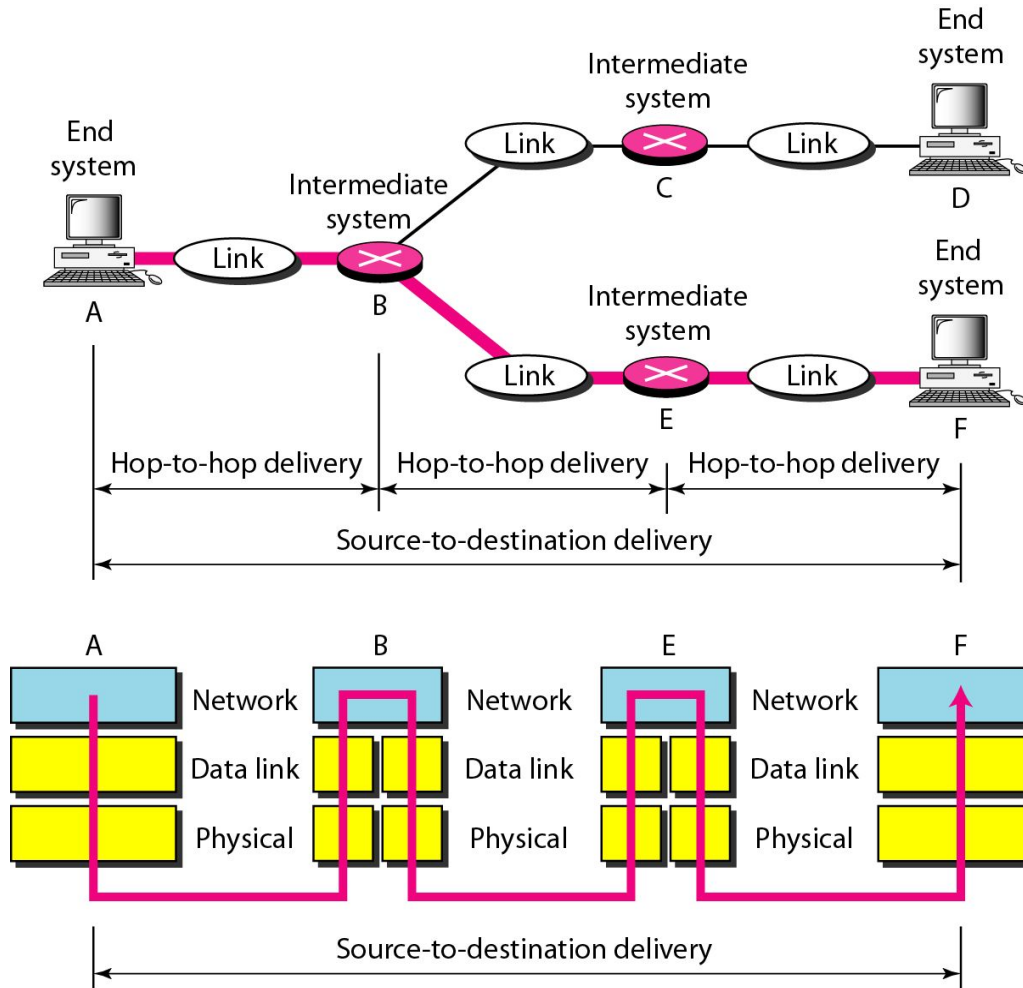 End
system
Intermediate
system
End
system
Link
Link
C
D
Intermediate
system
Link
A
B
Intermediate
system
End
system
Link
Link
E
F
Hop-to-hop delivery
Hop-to-hop delivery
Hop-to-hop delivery
Source-to-destination delivery
A
B
E
F
Network
Network
Network
Data link
Data link
Data link
Physical
Physical
Physical
Source-to-destination delivery